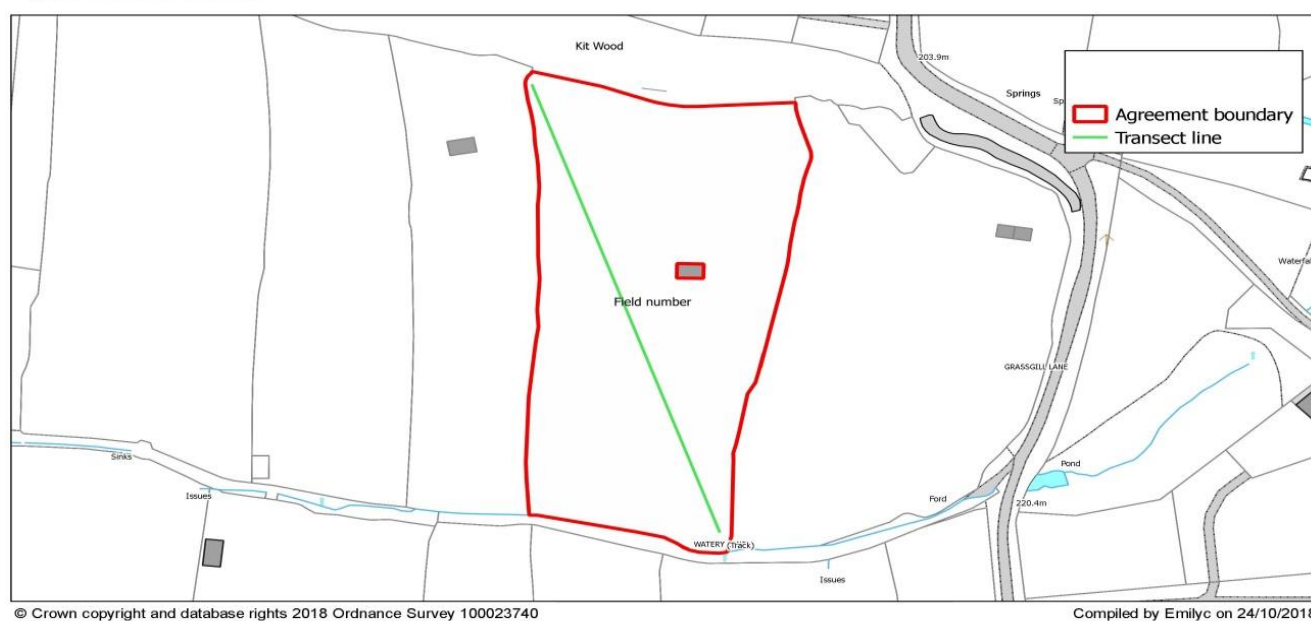 Kit Wood
203.9m
Springs
Agreement boundary
Transect line
Field number
GRASSGILL LANE
Sinks
Issues
Pond
Ford
220.4m
WATERY (Track)
Issues
© Crown copyright and database rights 2018 Ordnance Survey 100023740
Compiled by Emilyc on 24/10/2018